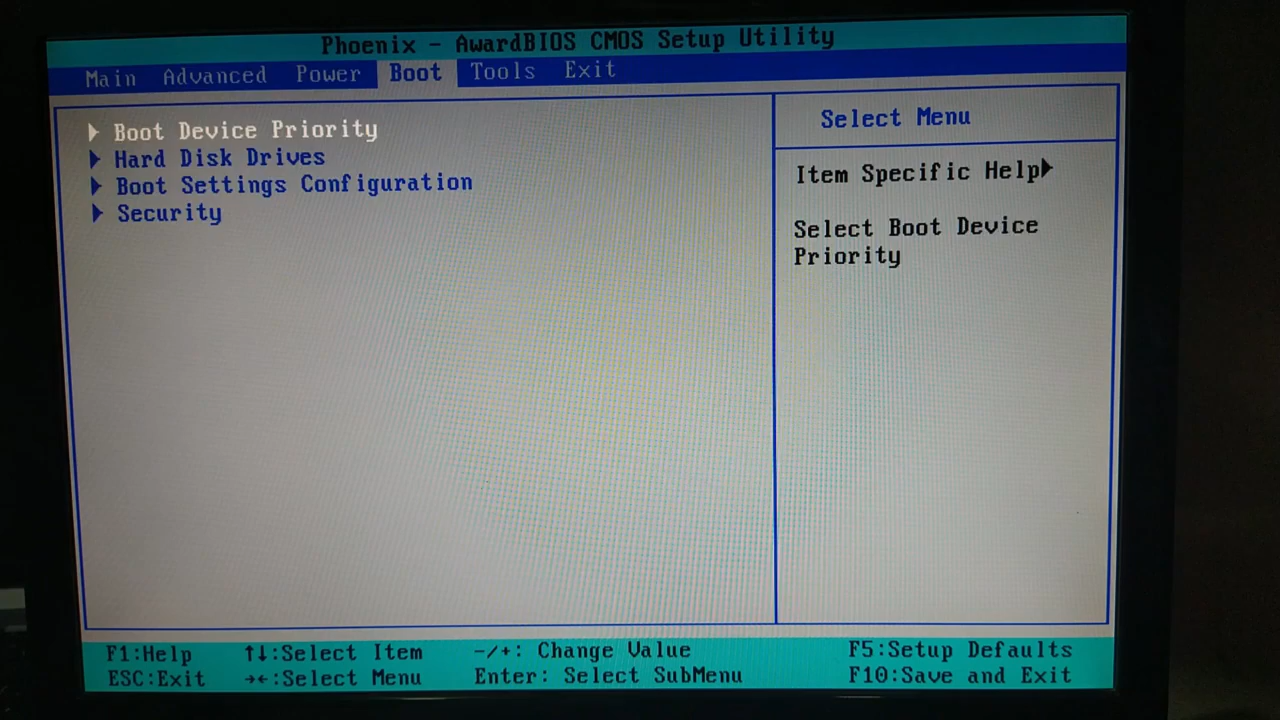 Phoenix - AwardBIOS CMOS Setup Utility
Main Advanced Power Boot Tools Exit
Boot Device Priority
Hard Disk Drives
Boot Settings Configuration
Security
Select Menu
Item Specific Help
Select Boot Device
Priority
F1:Help ↑↓:Select Item -/+: Change Value F5:Setup Defaults
ESC:Exit →←:Select Menu Enter: Select SubMenu F10:Save and Exit